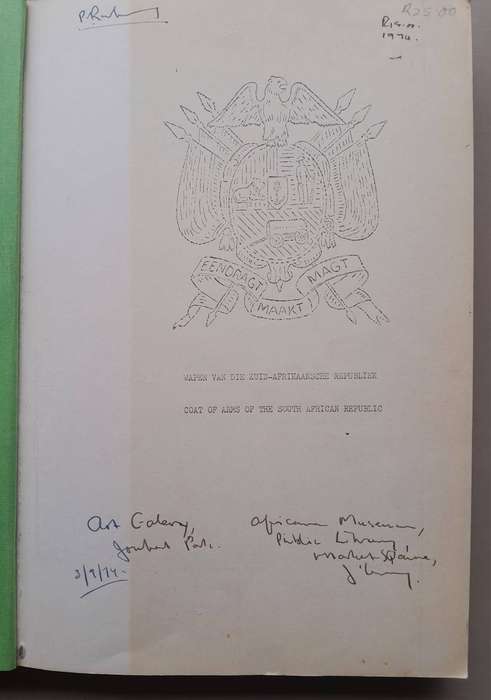 R25.00
1974.
EENDRAGT MAAKT MAGT
WAPEN VAN DIE ZUID-AFRIKAANSCHE REPUBLIEK
COAT OF ARMS OF THE SOUTH AFRICAN REPUBLIC
Art Gallery,
Joubert Park.
3/9/74.
Africana Museum,
Public Library,
Market Square,
J'burg.